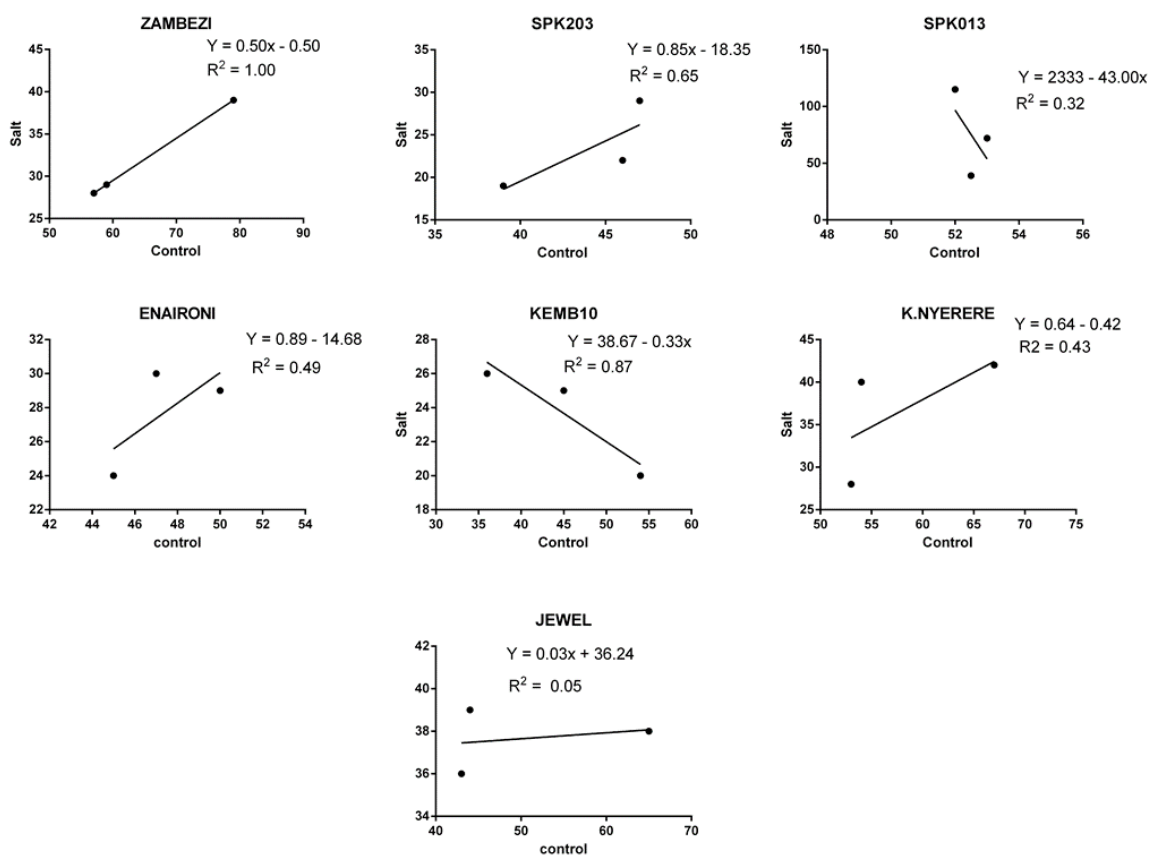 ZAMBEZI
Y = 0.50x - 0.50
R² = 1.00
45
40
35
30
25
Salt
50 60 70 80 90
Control
SPK203
Y = 0.85x - 18.35
R² = 0.65
35
30
25
20
15
Salt
35 40 45 50
Control
SPK013
Y = 2333 - 43.00x
R² = 0.32
150
100
50
0
Salt
48 50 52 54 56
Control
ENAIRONI
Y = 0.89 - 14.68
R² = 0.49
32
30
28
26
24
22
42 44 46 48 50 52 54
control
KEMB10
Y = 38.67 - 0.33x
R² = 0.87
28
26
24
22
20
18
Salt
30 35 40 45 50 55 60
Control
K.NYERERE
Y = 0.64 - 0.42
R2 = 0.43
45
40
35
30
25
Salt
50 55 60 65 70 75
Control
JEWEL
Y = 0.03x + 36.24
R² = 0.05
42
40
38
36
34
40 50 60 70
control